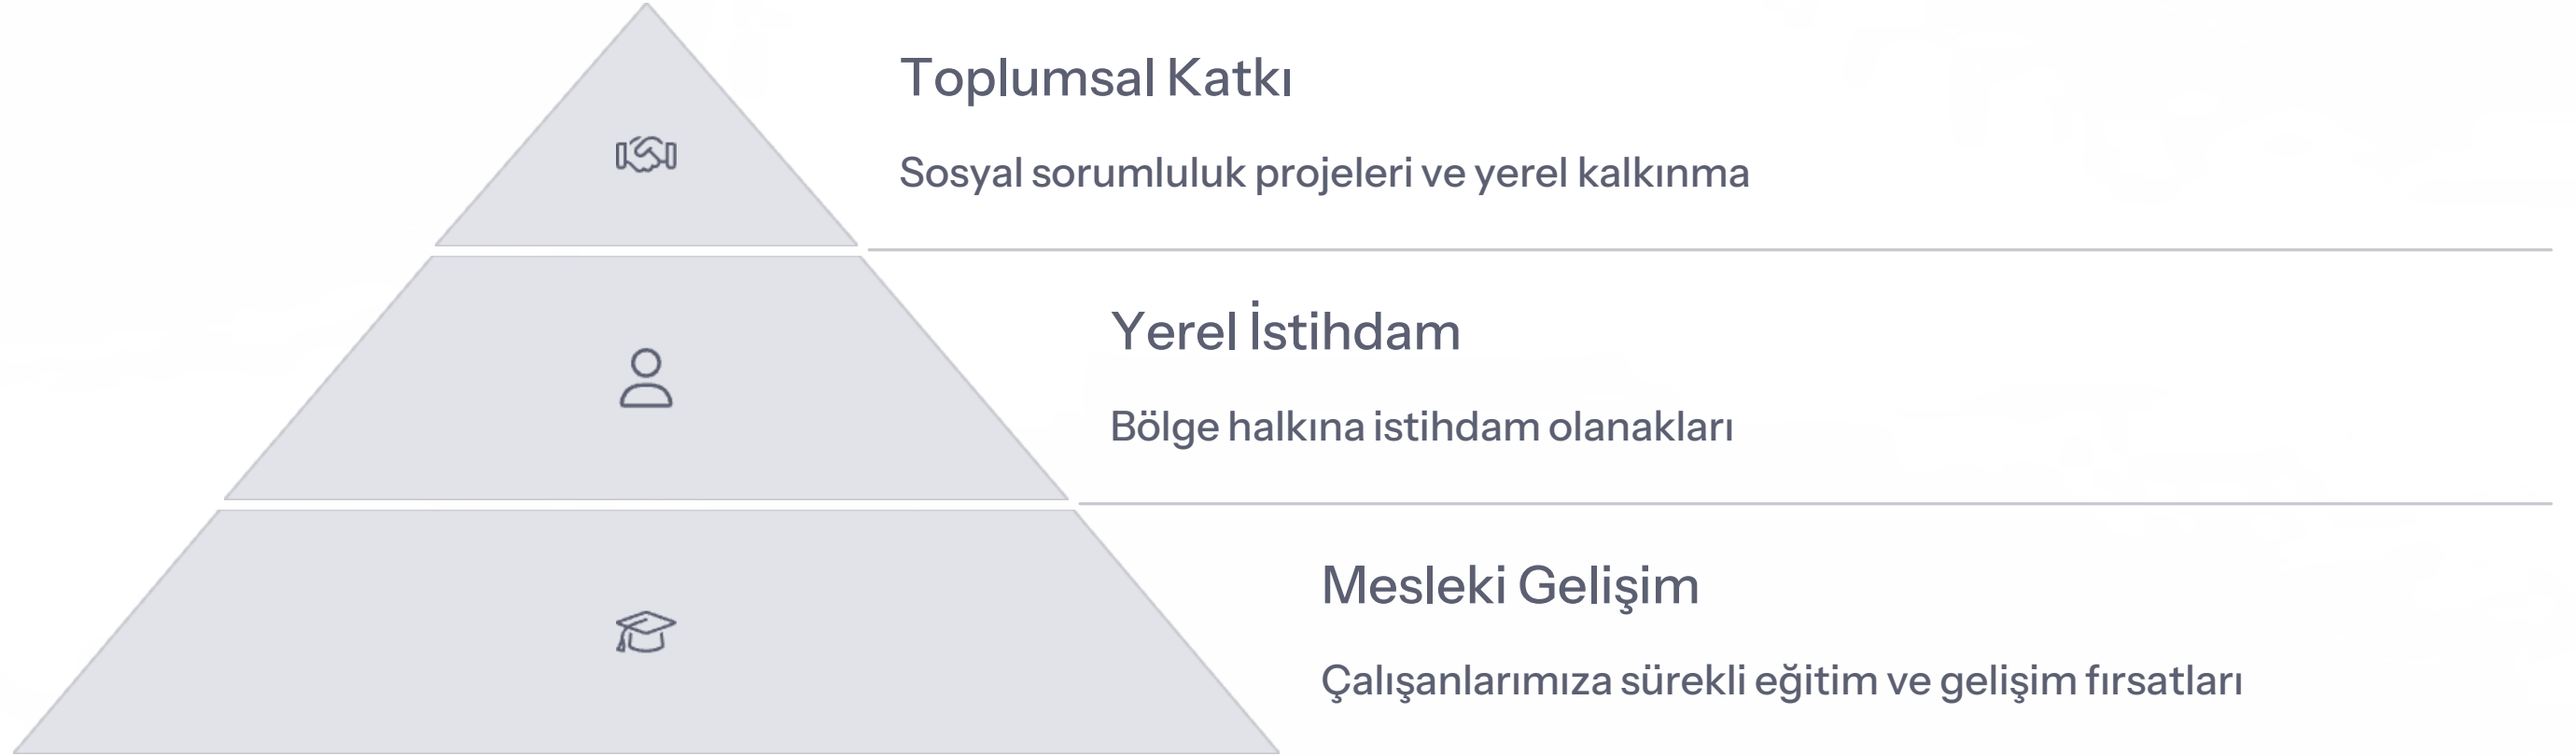 Toplumsal Katkı
Sosyal sorumluluk projeleri ve yerel kalkınma
Yerel İstihdam
Bölge halkına istihdam olanakları
Mesleki Gelişim
Çalışanlarımıza sürekli eğitim ve gelişim fırsatları